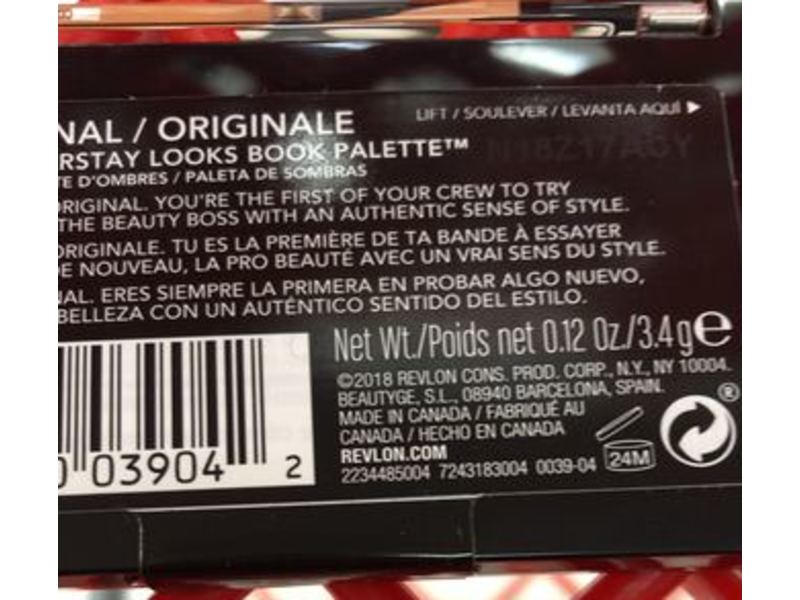 LIFT / SOULEVER / LEVANTA AQUÍ
NAL / ORIGINALE
RSTAY LOOKS BOOK PALETTE™
TE D'OMBRES / PALETA DE SOMBRAS
ORIGINAL. YOU'RE THE FIRST OF YOUR CREW TO TRY
THE BEAUTY BOSS WITH AN AUTHENTIC SENSE OF STYLE.
ORIGINALE. TU ES LA PREMIÈRE DE TA BANDE À ESSAYER
E NOUVEAU, LA PRO BEAUTÉ AVEC UN VRAI SENS DU STYLE.
NAL. ERES SIEMPRE LA PRIMERA EN PROBAR ALGO NUEVO,
BELLEZA CON UN AUTÉNTICO SENTIDO DEL ESTILO.
Net Wt./Poids net 0.12 Oz./3.4g e
©2018 REVLON CONS. PROD. CORP., N.Y., NY 10004.
BEAUTYGE, S.L., 08940 BARCELONA, SPAIN.
MADE IN CANADA / FABRIQUÉ AU
CANADA / HECHO EN CANADA
REVLON.COM
2234485004 7243183004 0039-04
24M
®
03904 2